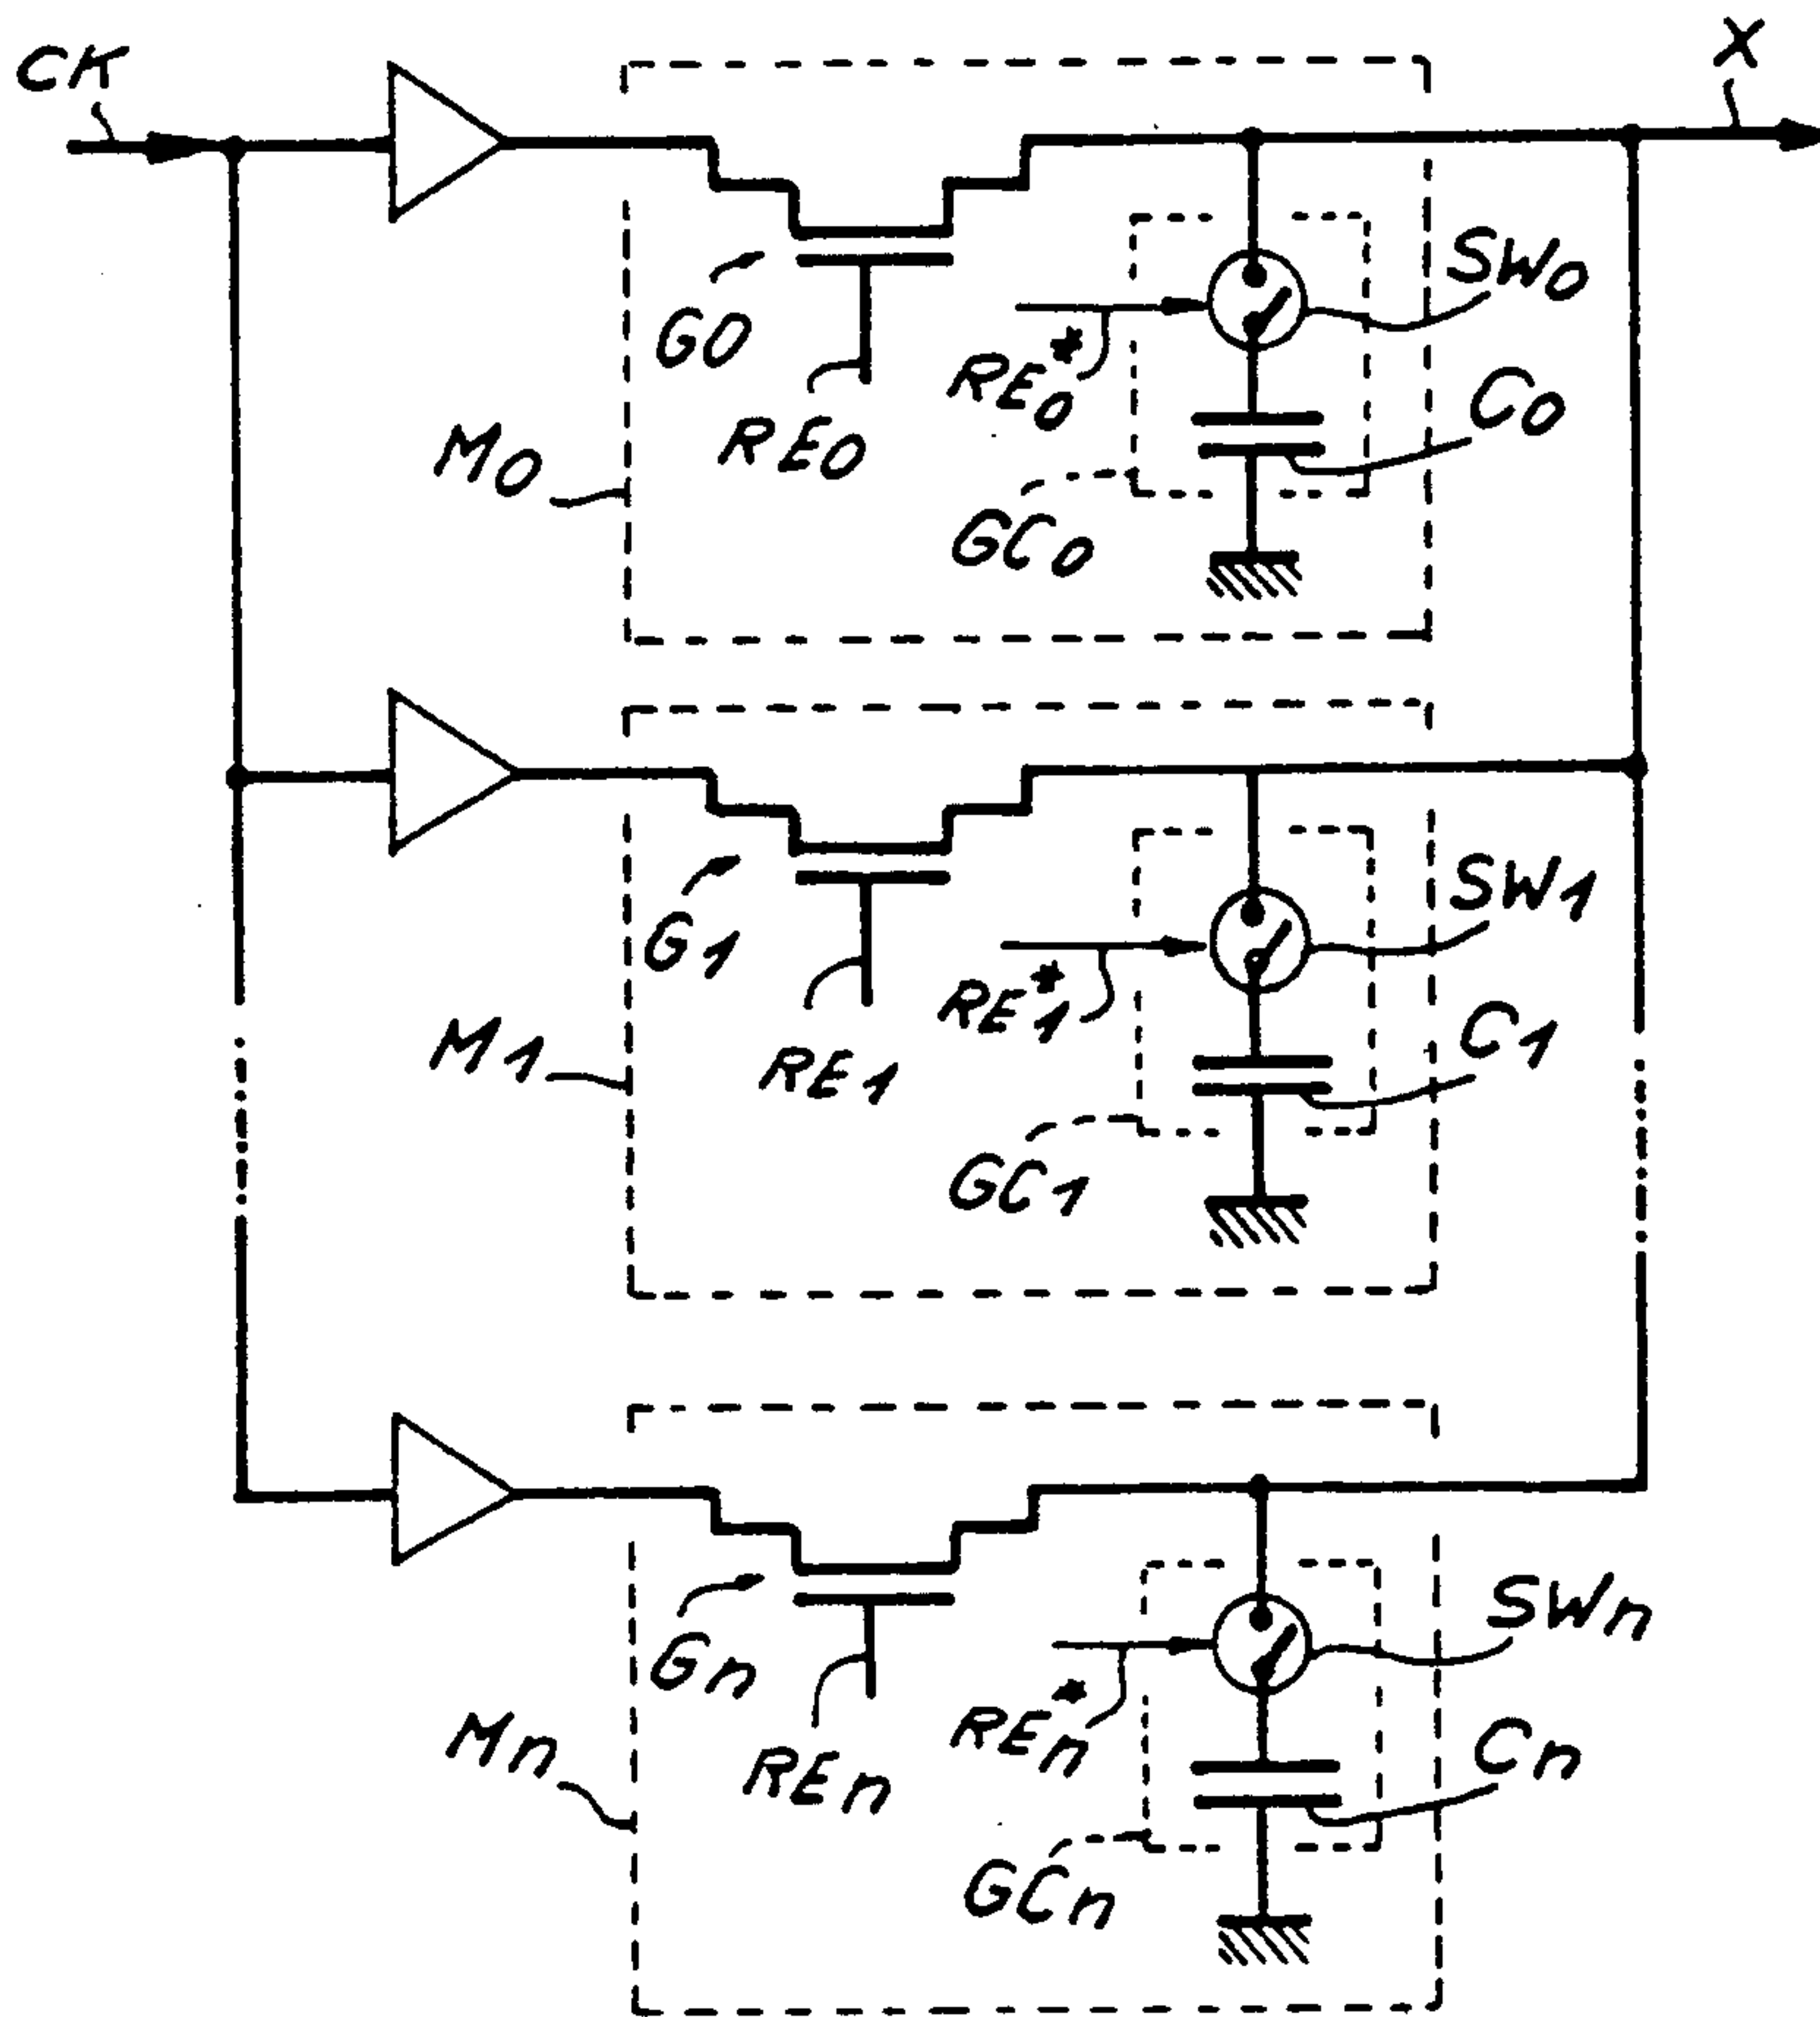 CK
X
G0
RE0
RE0*
SW0
C0
M0
GC0
G1
RE1
RE1*
SW1
C1
M1
GC1
Gn
REn
REn*
SWn
Cn
Mn
GCn